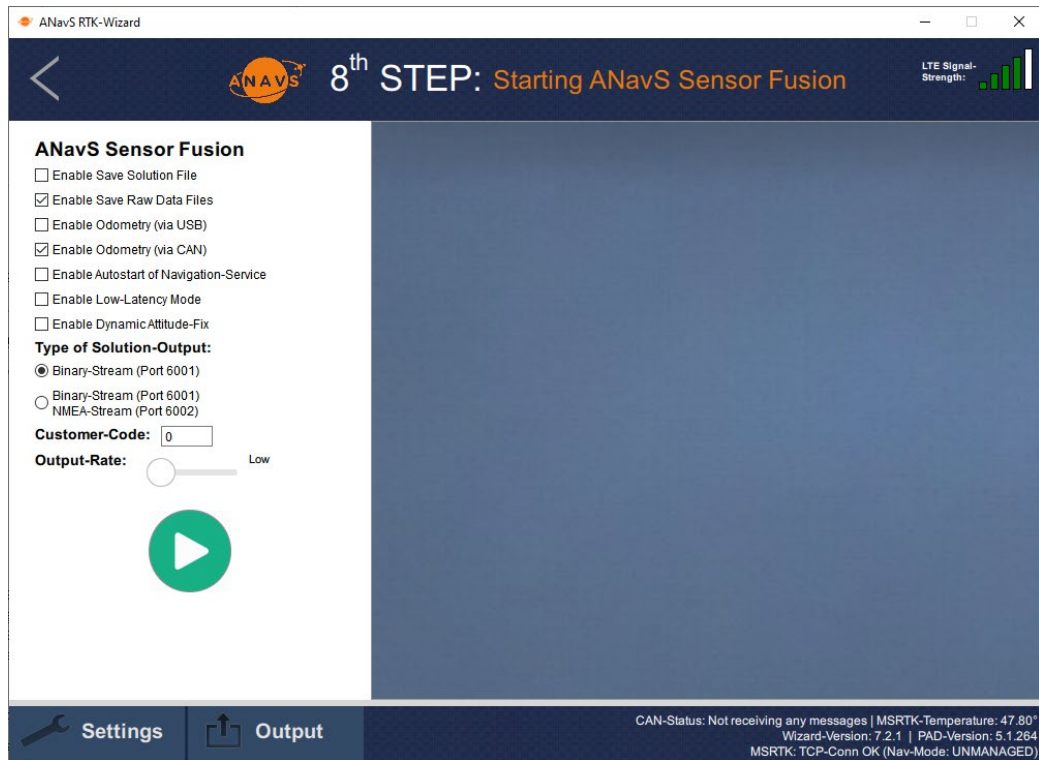 ANavS RTK-Wizard
ANAVS
8th STEP: Starting ANavS Sensor Fusion
LTE Signal-
Strength:
ANavS Sensor Fusion
Enable Save Solution File
Enable Save Raw Data Files
Enable Odometry (via USB)
Enable Odometry (via CAN)
Enable Autostart of Navigation-Service
Enable Low-Latency Mode
Enable Dynamic Attitude-Fix
Type of Solution-Output:
Binary-Stream (Port 6001)
Binary-Stream (Port 6001)
NMEA-Stream (Port 6002)
Customer-Code: 0
Output-Rate: Low
Settings
Output
CAN-Status: Not receiving any messages | MSRTK-Temperature: 47.80°
Wizard-Version: 7.2.1 | PAD-Version: 5.1.264
MSRTK: TCP-Conn OK (Nav-Mode: UNMANAGED)